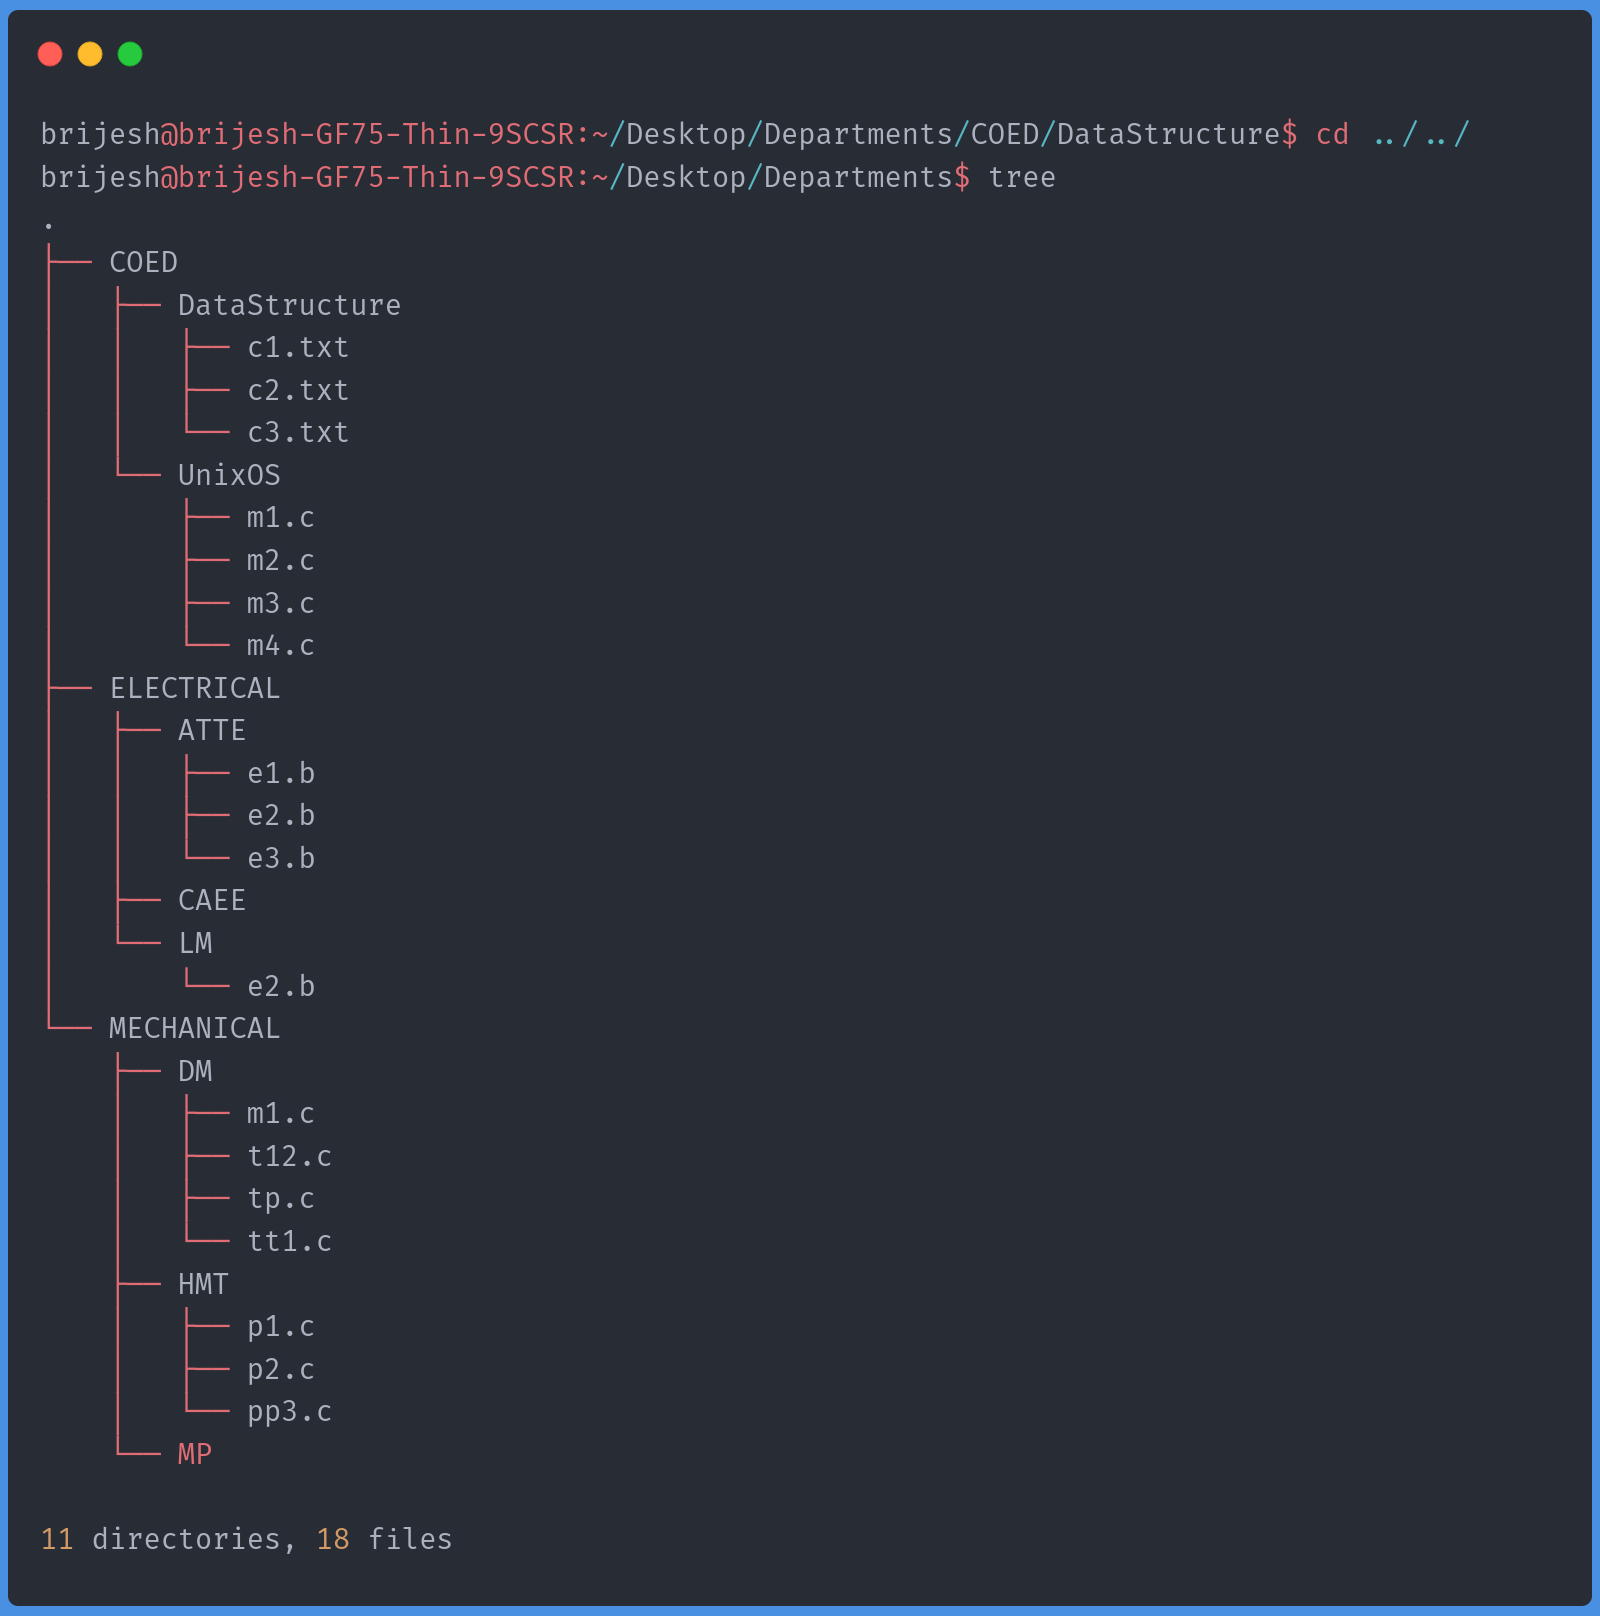 brijesh@brijesh-GF75-Thin-9SCSR:~/Desktop/Departments/COED/DataStructure$ cd ../../
brijesh@brijesh-GF75-Thin-9SCSR:~/Desktop/Departments$ tree
.
├── COED
│   ├── DataStructure
│   │   ├── c1.txt
│   │   ├── c2.txt
│   │   └── c3.txt
│   └── UnixOS
│       ├── m1.c
│       ├── m2.c
│       ├── m3.c
│       └── m4.c
├── ELECTRICAL
│   ├── ATTE
│   │   ├── e1.b
│   │   ├── e2.b
│   │   └── e3.b
│   ├── CAEE
│   └── LM
│       └── e2.b
└── MECHANICAL
    ├── DM
    │   ├── m1.c
    │   ├── t12.c
    │   ├── tp.c
    │   └── tt1.c
    ├── HMT
    │   ├── p1.c
    │   ├── p2.c
    │   └── pp3.c
    └── MP

11 directories, 18 files